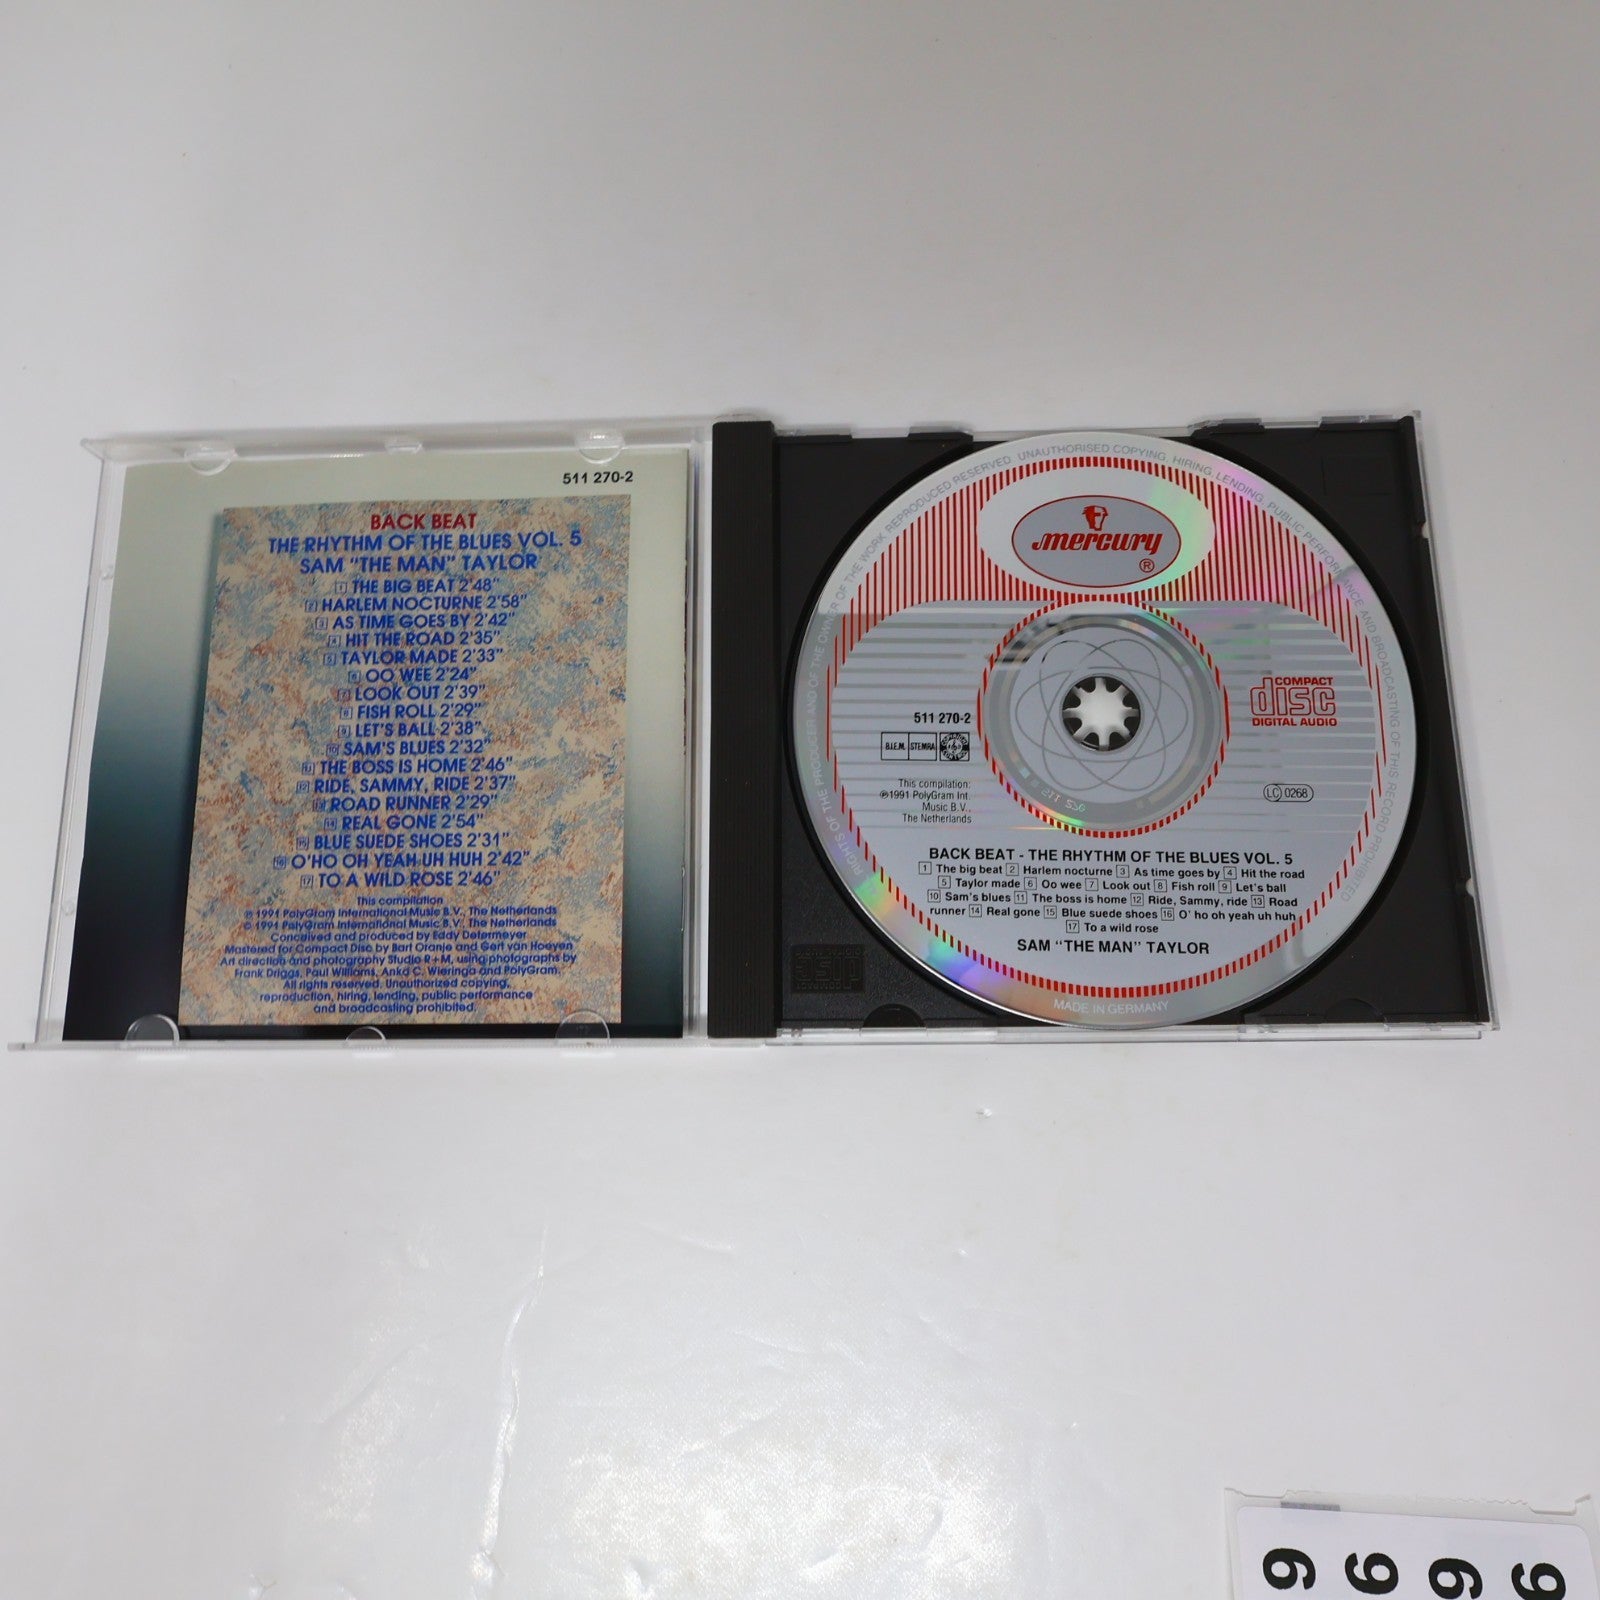 511 270-2
BACK BEAT
THE RHYTHM OF THE BLUES VOL. 5
SAM "THE MAN" TAYLOR
1 THE BIG BEAT 2'48"
2 HARLEM NOCTURNE 2'58"
3 AS TIME GOES BY 2'42"
4 HIT THE ROAD 2'35"
5 TAYLOR MADE 2'33"
6 OO WEE 2'24"
7 LOOK OUT 2'39"
8 FISH ROLL 2'29"
9 LET'S BALL 2'38"
10 SAM'S BLUES 2'32"
11 THE BOSS IS HOME 2'46"
12 RIDE, SAMMY, RIDE 2'37"
13 ROAD RUNNER 2'29"
14 REAL GONE 2'54"
15 BLUE SUEDE SHOES 2'31"
16 O'HO OH YEAH UH HUH 2'42"
17 TO A WILD ROSE 2'46"
This compilation
℗ 1991 PolyGram International Music B.V., The Netherlands
© 1991 PolyGram International Music B.V., The Netherlands
Conceived and produced by Eddy Determeyer
Mastered for Compact Disc by Bart Oranje and Gert van Hoeyen
Art direction and photography Studio R+M, using photographs by
Frank Driggs, Paul Williams, Anko C. Wieringa and PolyGram.
All rights reserved. Unauthorized copying,
reproduction, hiring, lending, public performance
and broadcasting prohibited.
RIGHTS OF THE PRODUCER AND OF THE OWNER OF THE WORK REPRODUCED RESERVED. UNAUTHORISED COPYING, HIRING, LENDING, PUBLIC PERFORMANCE AND BROADCASTING OF THIS RECORD PROHIBITED
mercury
®
COMPACT
disc
DIGITAL AUDIO
511 270-2
B.I.E.M. STEMRA
This compilation:
℗1991 PolyGram Int.
Music B.V.,
The Netherlands
LC 0268
BACK BEAT - THE RHYTHM OF THE BLUES VOL. 5
1 The big beat 2 Harlem nocturne 3 As time goes by 4 Hit the road
5 Taylor made 6 Oo wee 7 Look out 8 Fish roll 9 Let's ball
10 Sam's blues 11 The boss is home 12 Ride, Sammy, ride 13 Road
runner 14 Real gone 15 Blue suede shoes 16 O' ho oh yeah uh huh
17 To a wild rose
SAM "THE MAN" TAYLOR
MADE IN GERMANY